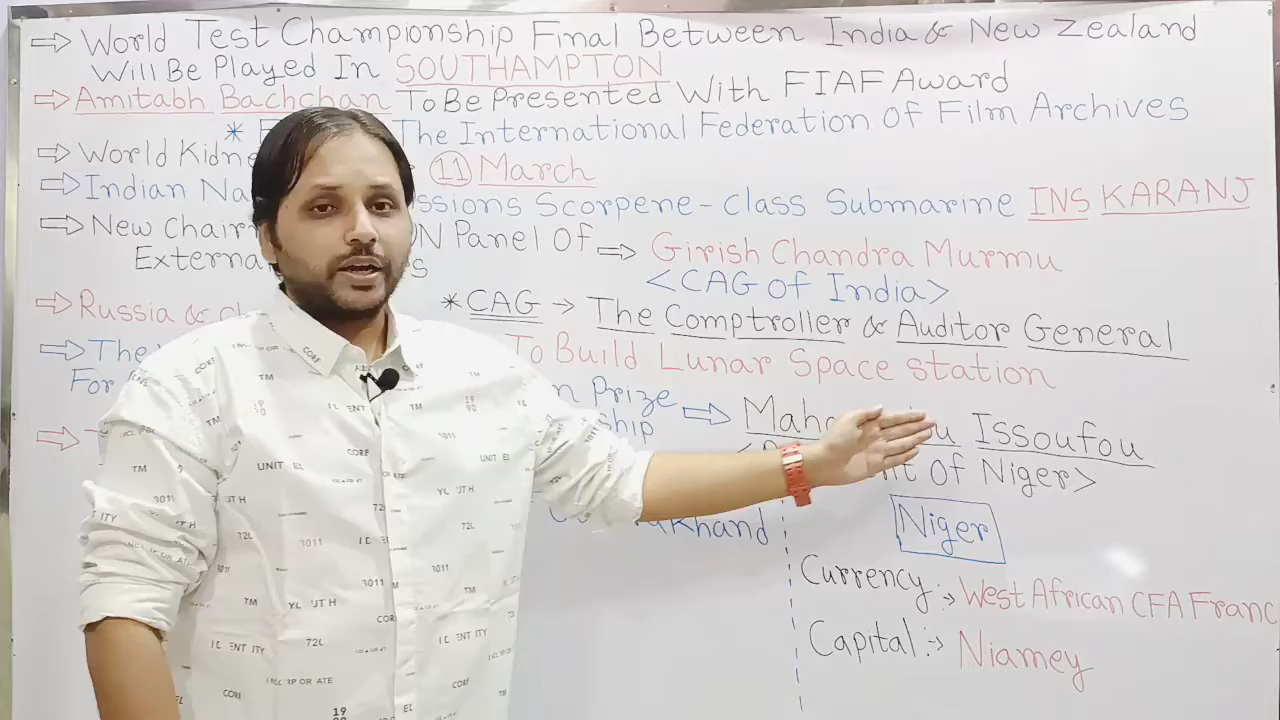 ⇒ World Test Championship Final Between India & New Zealand
Will Be Played In SOUTHAMPTON
⇒ Amitabh Bachchan To Be Presented With FIAF Award
* The International Federation Of Film Archives
⇒ World Kidne 11 March
⇒ Indian Na ssions Scorpene-class Submarine INS KARANJ
⇒ New Chair N Panel Of ⇒ Girish Chandra Murmu
Externa s <CAG of India>
* CAG → The Comptroller & Auditor General
⇒ Russia & To Build Lunar Space station
⇒ The n Prize ⇒ Maha u Issoufou
For ship t Of Niger>
⇒
khand
Niger
Currency :→ West African CFA Franc
Capital :→ Niamey